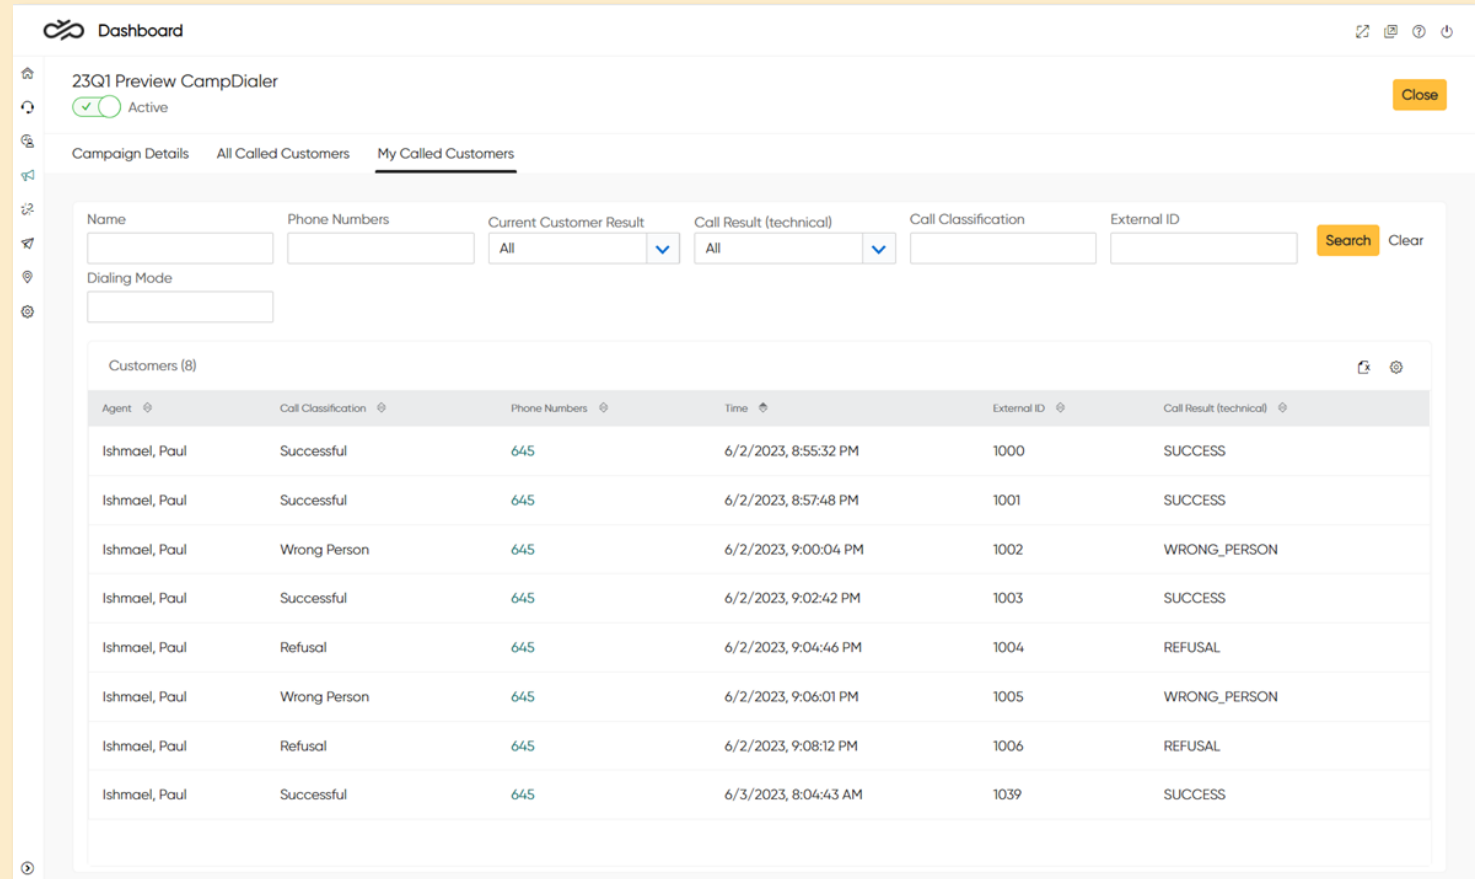 Dashboard
23Q1 Preview CampDialer
Active
Close
Campaign Details All Called Customers My Called Customers
Name Phone Numbers Current Customer Result Call Result (technical) Call Classification External ID
All All Search Clear
Dialing Mode
Customers (8)
Agent Call Classification Phone Numbers Time External ID Call Result (technical)
Ishmael, Paul Successful 645 6/2/2023, 8:55:32 PM 1000 SUCCESS
Ishmael, Paul Successful 645 6/2/2023, 8:57:48 PM 1001 SUCCESS
Ishmael, Paul Wrong Person 645 6/2/2023, 9:00:04 PM 1002 WRONG_PERSON
Ishmael, Paul Successful 645 6/2/2023, 9:02:42 PM 1003 SUCCESS
Ishmael, Paul Refusal 645 6/2/2023, 9:04:46 PM 1004 REFUSAL
Ishmael, Paul Wrong Person 645 6/2/2023, 9:06:01 PM 1005 WRONG_PERSON
Ishmael, Paul Refusal 645 6/2/2023, 9:08:12 PM 1006 REFUSAL
Ishmael, Paul Successful 645 6/3/2023, 8:04:43 AM 1039 SUCCESS